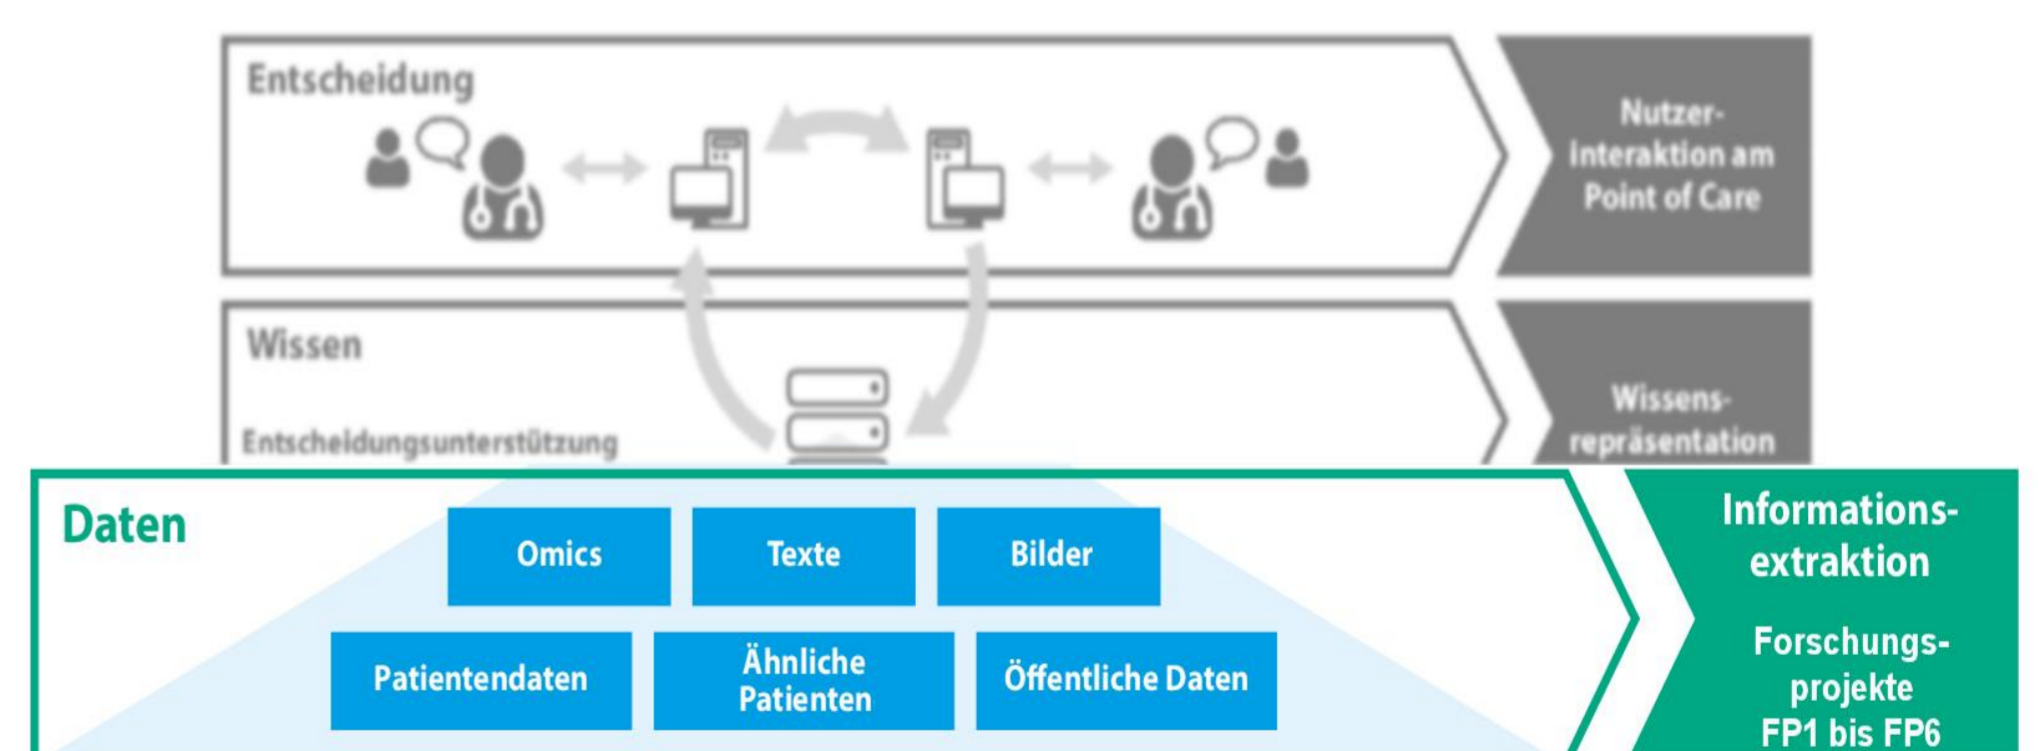 Entscheidung
Nutzer-
interaktion am
Point of Care
Wissen
Entscheidungsunterstützung
Wissens-
repräsentation
Daten
Omics
Texte
Bilder
Patientendaten
Ähnliche
Patienten
Öffentliche Daten
Informations-
extraktion
Forschungs-
projekte
FP1 bis FP6